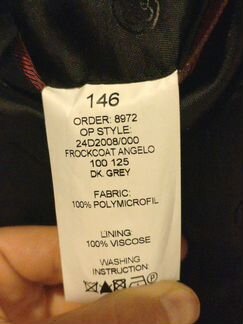 146
ORDER: 8972
OP STYLE:
24D2008/000
FROCKCOAT ANGELO
100 125
DK. GREY
FABRIC:
100% POLYMICROFIL
LINING
100% VISCOSE
WASHING
INSTRUCTION: